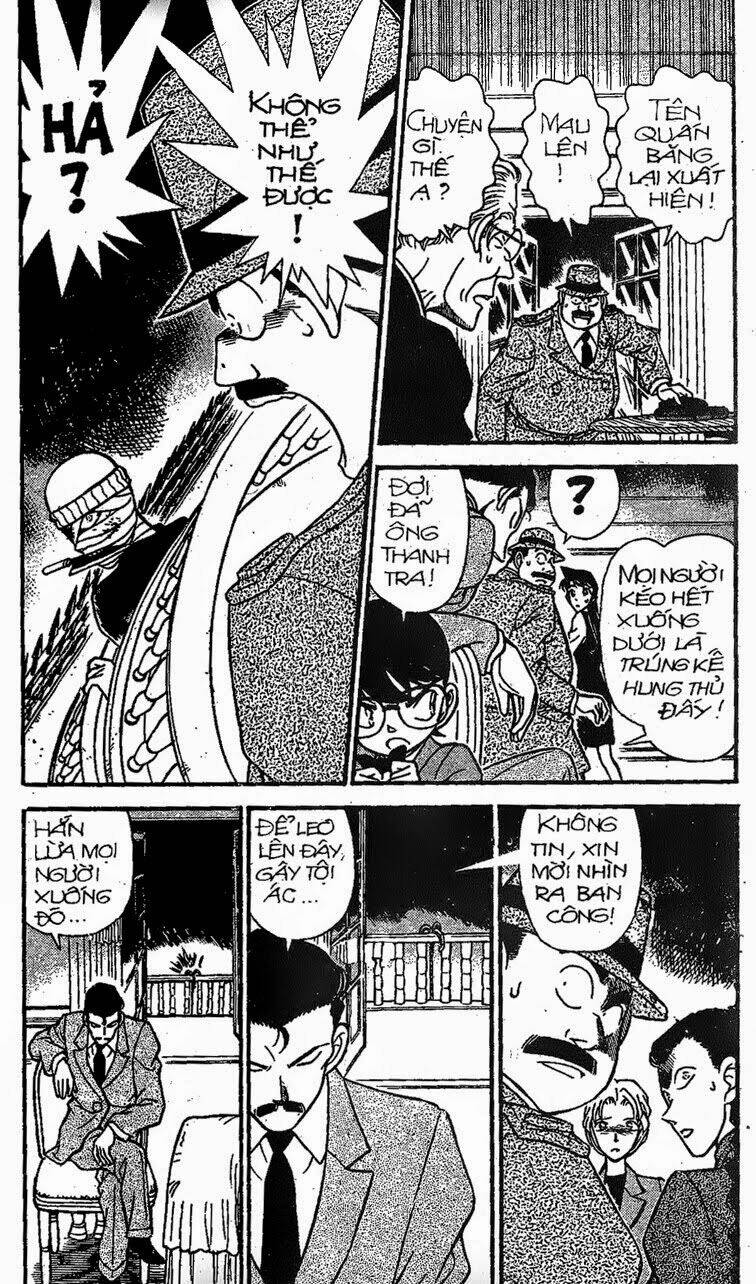 HẢ
?
KHÔNG
THỂ
NHƯ
THẾ
ĐƯỢC
!
CHUYỆN
GÌ
THẾ
Ạ?
MAU
LÊN
!
TÊN
QUẤN
BĂNG
LẠI XUẤT
HIỆN!
ĐỢI
ĐÃ
ÔNG
THANH
TRA!
?
MỌI NGƯỜI
KÉO HẾT
XUỐNG
DƯỚI LÀ
TRÚNG KẾ
HUNG THỦ
ĐẤY!
HẮN
LỪA MỌI
NGƯỜI
XUỐNG
ĐÓ...
ĐỂ LEO
LÊN ĐÂY,
GÂY TỘI
ÁC...
KHÔNG
TIN, XIN
MỜI NHÌN
RA BAN
CÔNG!